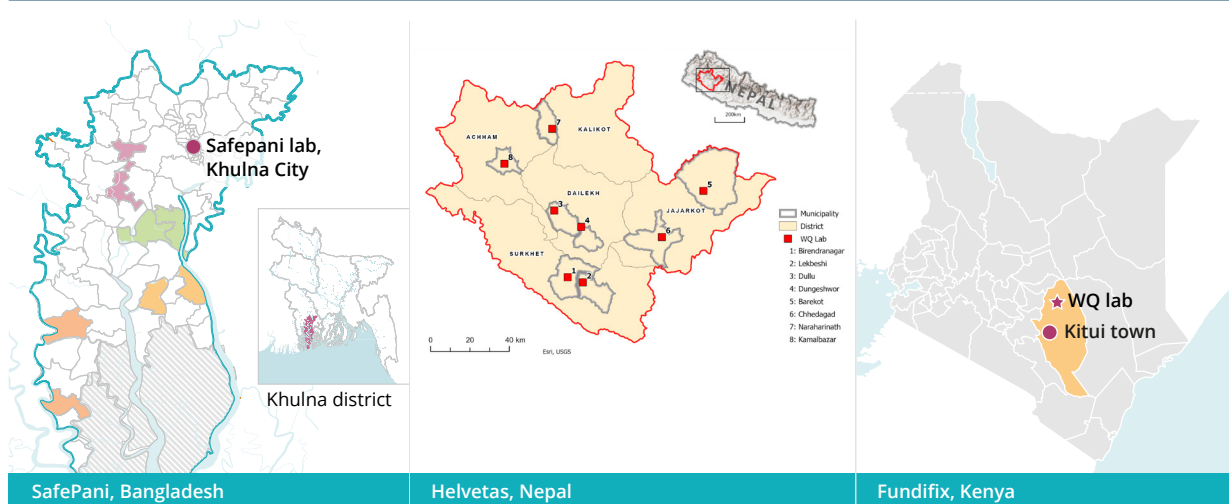 Safepani lab,
Khulna City
Khulna district
SafePani, Bangladesh
NEPAL
200km
ACHHAM
KALIKOT
DAILEKH
JAJARKOT
SURKHET
7
8
5
3
4
6
1
2
Municipality
District
WQ Lab
1: Birendranagar
2: Lekbeshi
3: Dullu
4: Dungeshwor
5: Barekot
6: Chhedagad
7: Naraharinath
8: Kamalbazar
0 20 40 km
Esri, USGS
Helvetas, Nepal
WQ lab
Kitui town
Fundifix, Kenya